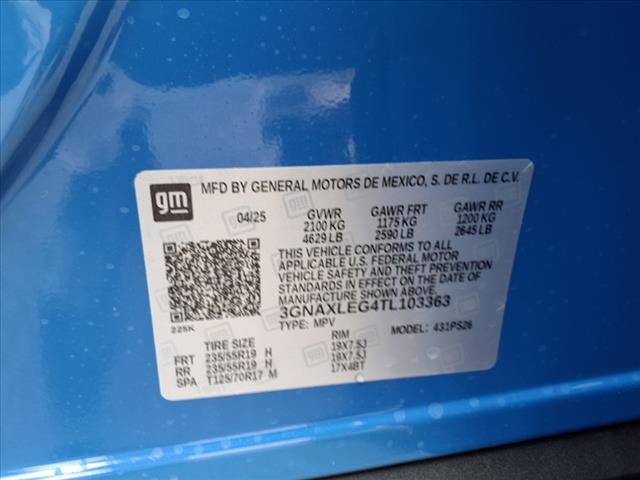 gm
MFD BY GENERAL MOTORS DE MEXICO, S. DE R.L. DE C.V.
04/25 GVWR GAWR FRT GAWR RR
2100 KG 1175 KG 1200 KG
4629 LB 2590 LB 2645 LB
THIS VEHICLE CONFORMS TO ALL
APPLICABLE U.S. FEDERAL MOTOR
VEHICLE SAFETY AND THEFT PREVENTION
STANDARDS IN EFFECT ON THE DATE OF
MANUFACTURE SHOWN ABOVE.
3GNAXLEG4TL103363
225K
TYPE: MPV MODEL: 431PS26
TIRE SIZE RIM
FRT 235/55R19 H 19X7.5J
RR 235/55R19 H 19X7.5J
SPA T125/70R17 M 17X4BT